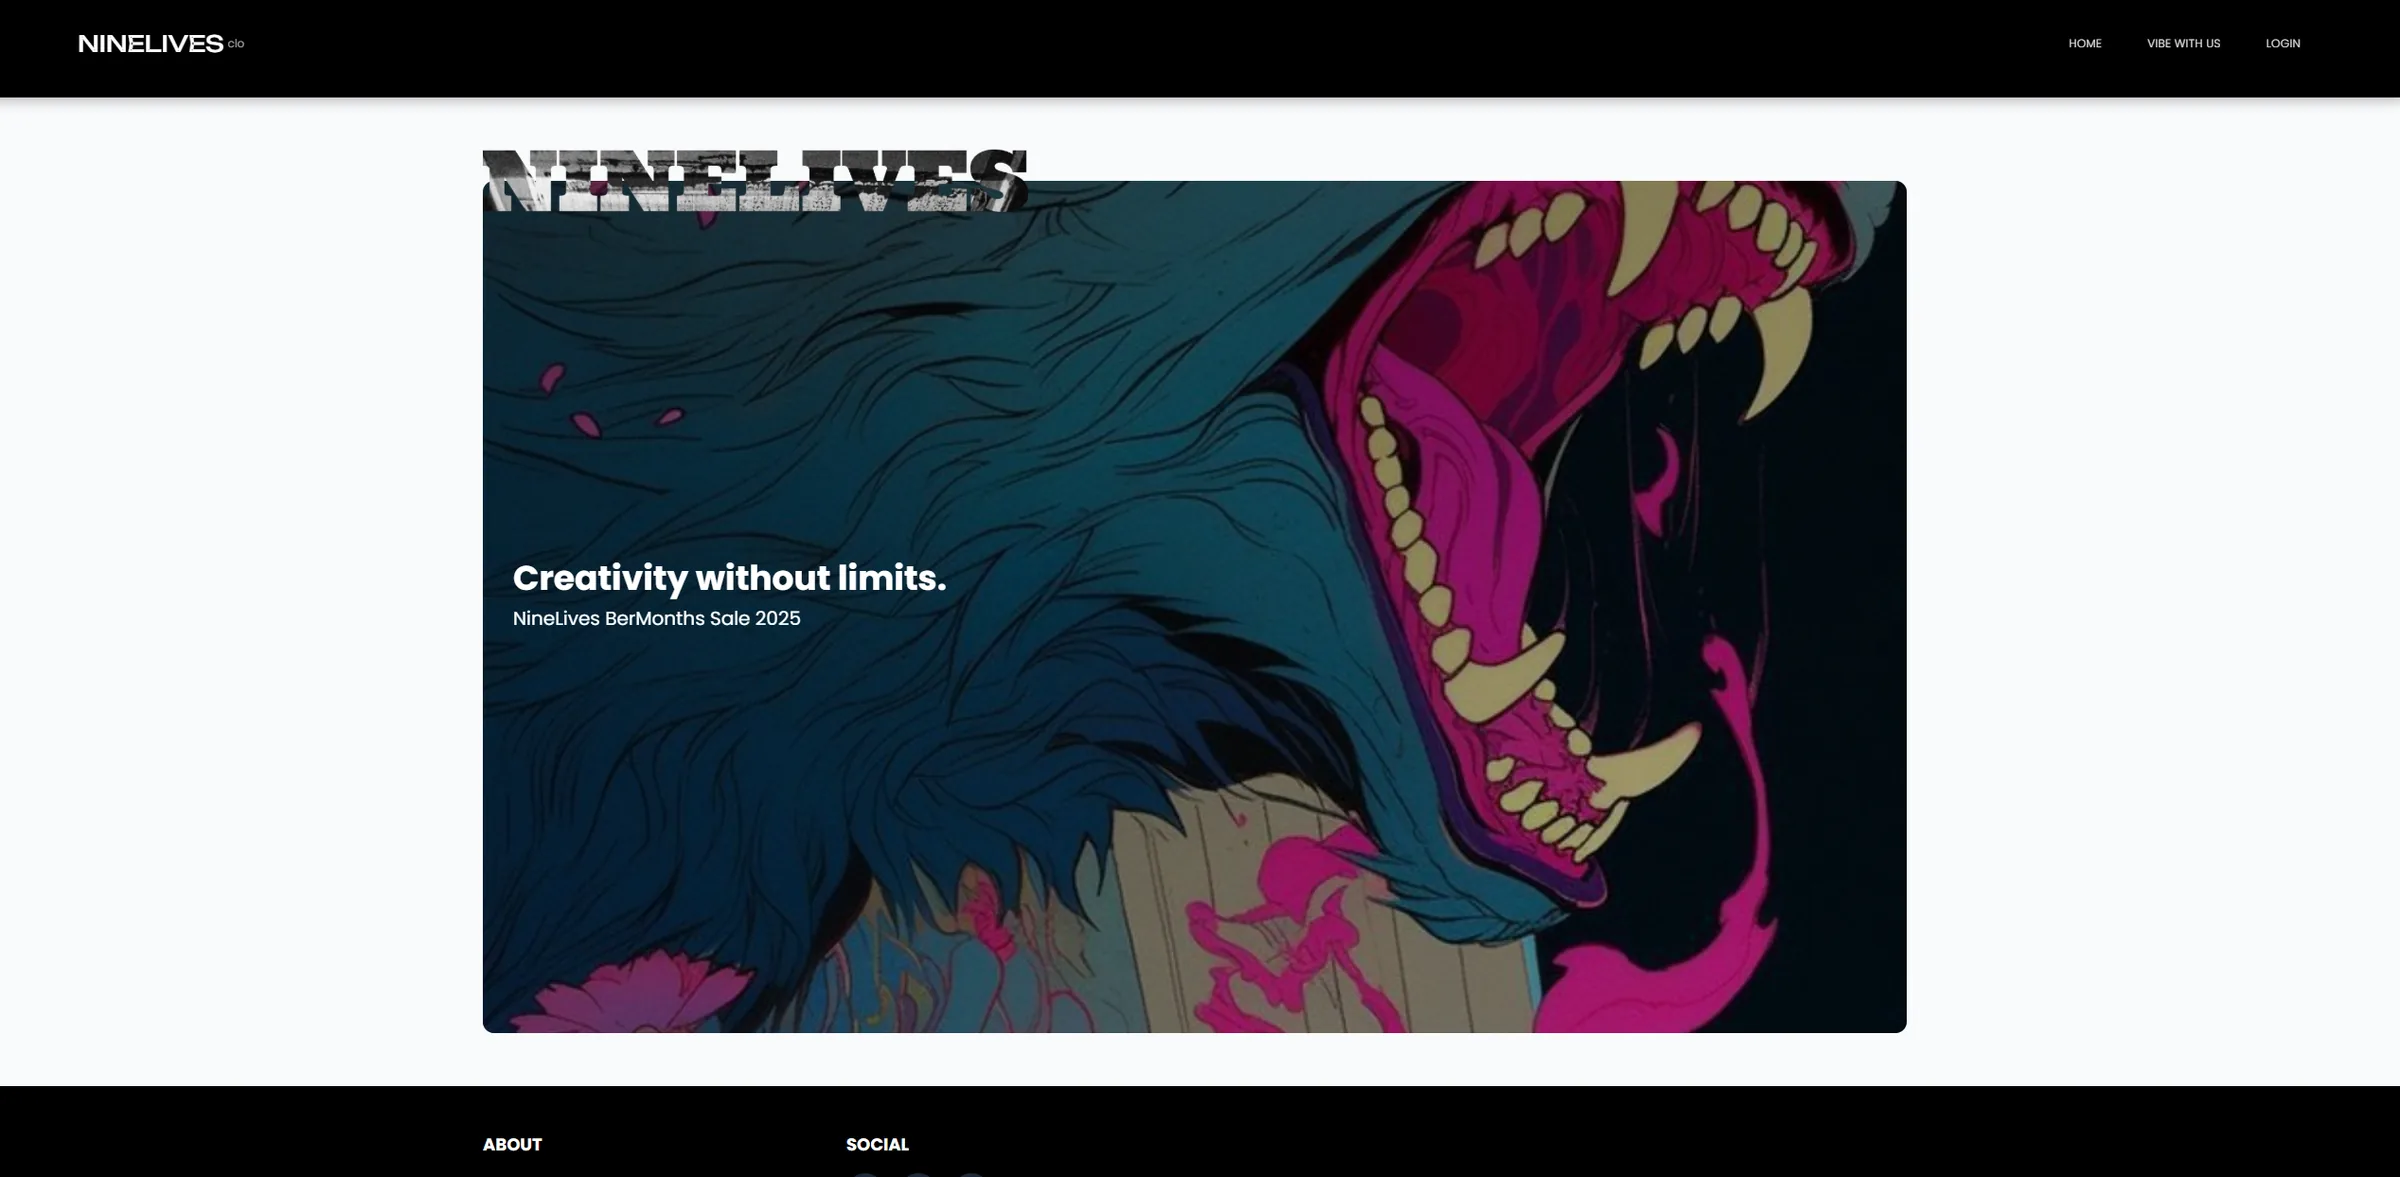 NINELIVES clo
HOME VIBE WITH US LOGIN
NINELIVES
Creativity without limits.
NineLives BerMonths Sale 2025
ABOUT SOCIAL